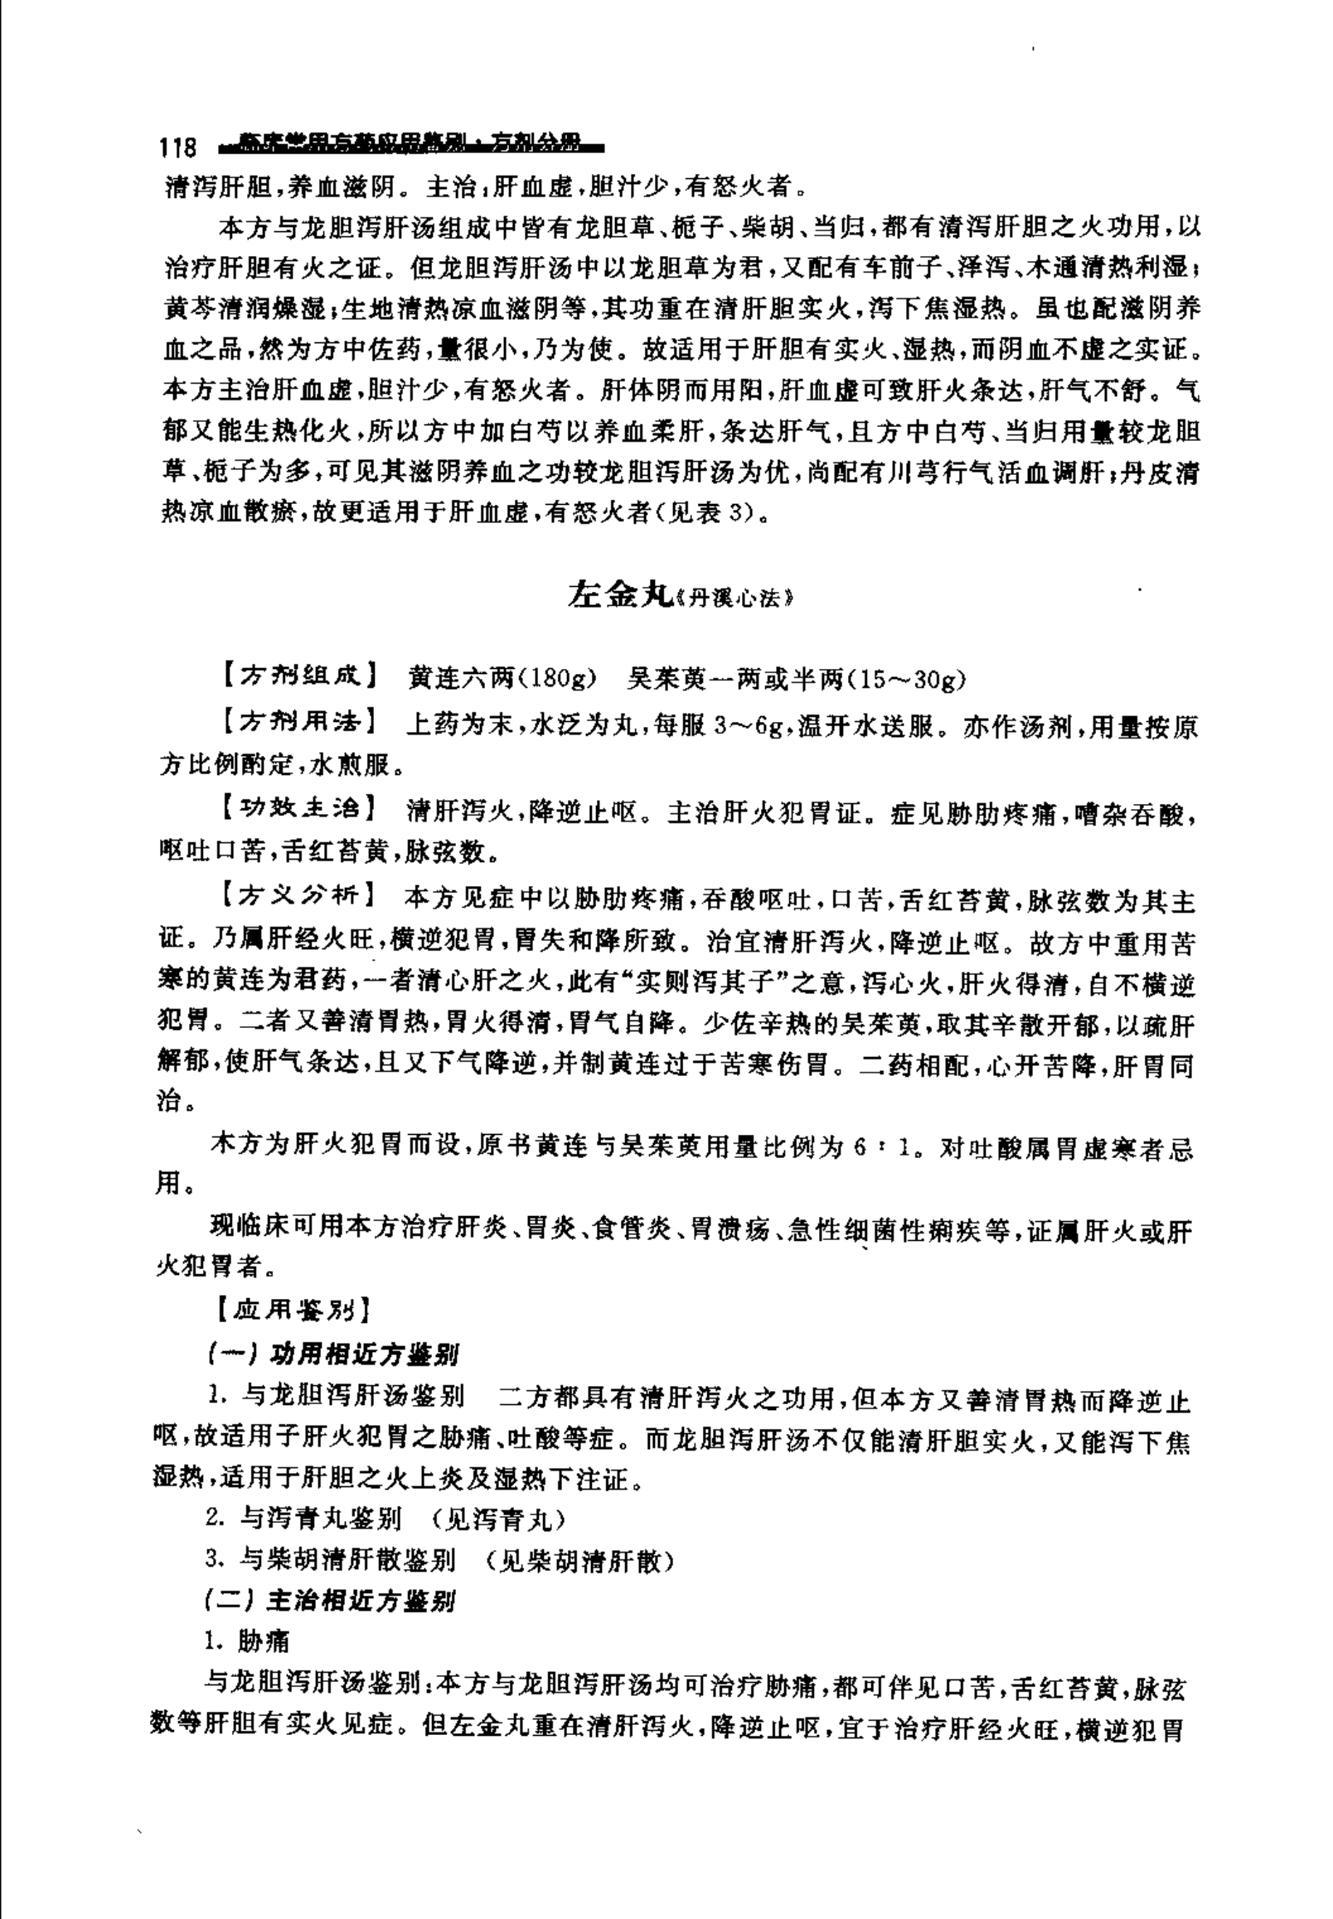 118 临床常用方药应用鉴别·方剂分册
清泻肝胆,养血滋阴。主治:肝血虚,胆汁少,有怒火者。
本方与龙胆泻肝汤组成中皆有龙胆草、栀子、柴胡、当归,都有清泻肝胆之火功用,以
治疗肝胆有火之证。但龙胆泻肝汤中以龙胆草为君,又配有车前子、泽泻、木通清热利湿;
黄芩清润燥湿;生地清热凉血滋阴等,其功重在清肝胆实火,泻下焦湿热。虽也配滋阴养
血之品,然为方中佐药,量很小,乃为使。故适用于肝胆有实火、湿热,而阴血不虚之实证。
本方主治肝血虚,胆汁少,有怒火者。肝体阴而用阳,肝血虚可致肝火条达,肝气不舒。气
郁又能生热化火,所以方中加白芍以养血柔肝,条达肝气,且方中白芍、当归用量较龙胆
草、栀子为多,可见其滋阴养血之功较龙胆泻肝汤为优,尚配有川芎行气活血调肝;丹皮清
热凉血散瘀,故更适用于肝血虚,有怒火者(见表 3)。
左金丸《丹溪心法》
【方剂组成】 黄连六两(180g) 吴茱萸一两或半两(15～30g)
【方剂用法】 上药为末,水泛为丸,每服 3～6g,温开水送服。亦作汤剂,用量按原
方比例酌定,水煎服。
【功效主治】 清肝泻火,降逆止呕。主治肝火犯胃证。症见胁肋疼痛,嘈杂吞酸,
呕吐口苦,舌红苔黄,脉弦数。
【方义分析】 本方见症中以胁肋疼痛,吞酸呕吐,口苦,舌红苔黄,脉弦数为其主
证。乃属肝经火旺,横逆犯胃,胃失和降所致。治宜清肝泻火,降逆止呕。故方中重用苦
寒的黄连为君药,一者清心肝之火,此有“实则泻其子”之意,泻心火,肝火得清,自不横逆
犯胃。二者又善清胃热,胃火得清,胃气自降。少佐辛热的吴茱萸,取其辛散开郁,以疏肝
解郁,使肝气条达,且又下气降逆,并制黄连过于苦寒伤胃。二药相配,心开苦降,肝胃同
治。
本方为肝火犯胃而设,原书黄连与吴茱萸用量比例为 6∶1。对吐酸属胃虚寒者忌
用。
现临床可用本方治疗肝炎、胃炎、食管炎、胃溃疡、急性细菌性痢疾等,证属肝火或肝
火犯胃者。
【应用鉴别】
(一)功用相近方鉴别
1. 与龙胆泻肝汤鉴别 二方都具有清肝泻火之功用,但本方又善清胃热而降逆止
呕,故适用子肝火犯胃之胁痛、吐酸等症。而龙胆泻肝汤不仅能清肝胆实火,又能泻下焦
湿热,适用于肝胆之火上炎及湿热下注证。
2. 与泻青丸鉴别 (见泻青丸)
3. 与柴胡清肝散鉴别 (见柴胡清肝散)
(二)主治相近方鉴别
1. 胁痛
与龙胆泻肝汤鉴别:本方与龙胆泻肝汤均可治疗胁痛,都可伴见口苦,舌红苔黄,脉弦
数等肝胆有实火见症。但左金丸重在清肝泻火,降逆止呕,宜于治疗肝经火旺,横逆犯胃